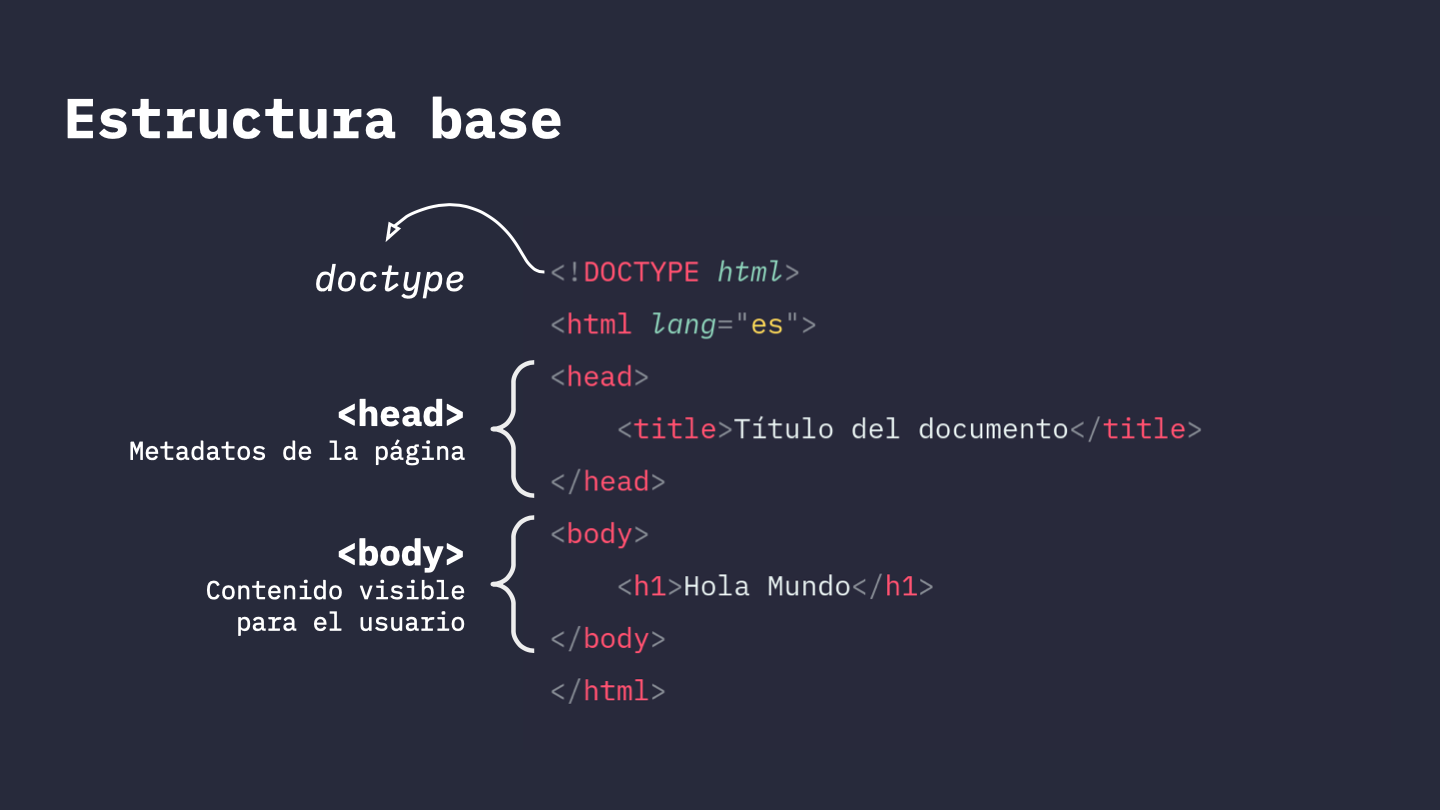 Estructura base
doctype
<!DOCTYPE html>
<html lang="es">
<head>
<head>
Metadatos de la página
<title>Título del documento</title>
</head>
<body>
<body>
Contenido visible
para el usuario
<h1>Hola Mundo</h1>
</body>
</html>